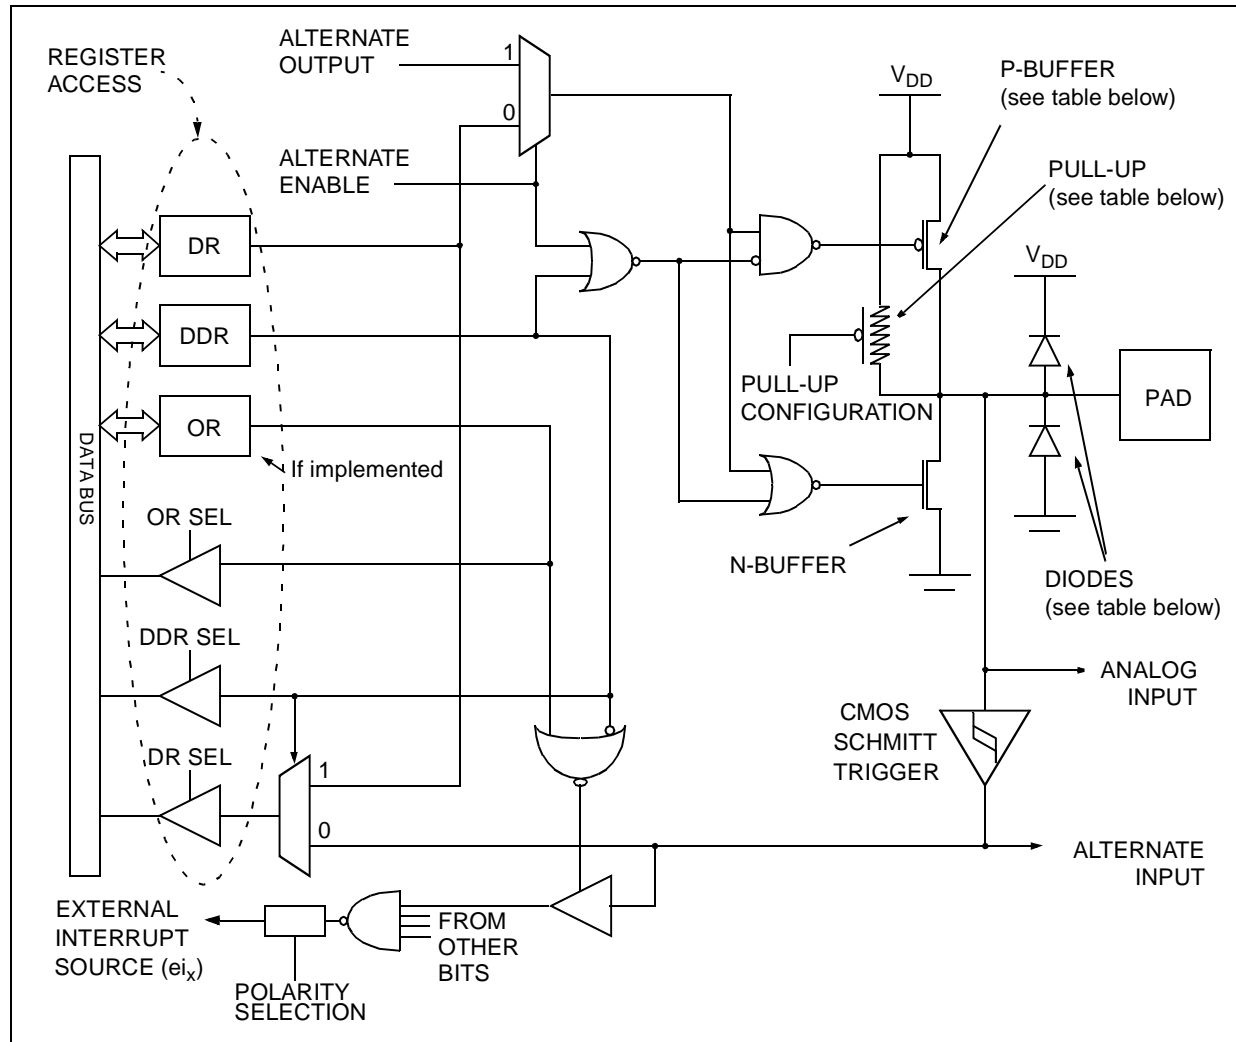 REGISTER
ACCESS
ALTERNATE
OUTPUT
1
0
ALTERNATE
ENABLE
V_DD
P-BUFFER
(see table below)
PULL-UP
(see table below)
DR
DDR
OR
If implemented
DATA BUS
V_DD
PULL-UP
CONFIGURATION
PAD
N-BUFFER
DIODES
(see table below)
OR SEL
DDR SEL
DR SEL
1
0
ANALOG
INPUT
CMOS
SCHMITT
TRIGGER
ALTERNATE
INPUT
EXTERNAL
INTERRUPT
SOURCE (ei_x)
FROM
OTHER
BITS
POLARITY
SELECTION